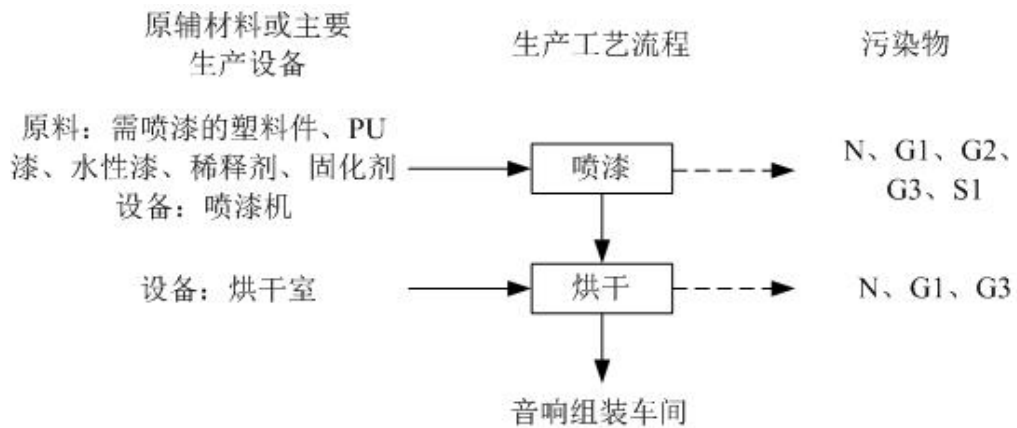 原辅材料或主要
生产设备
生产工艺流程
污染物
原料：需喷漆的塑料件、PU
漆、水性漆、稀释剂、固化剂
设备：喷漆机
喷漆
N、G1、G2、
G3、S1
设备：烘干室
烘干
N、G1、G3
音响组装车间